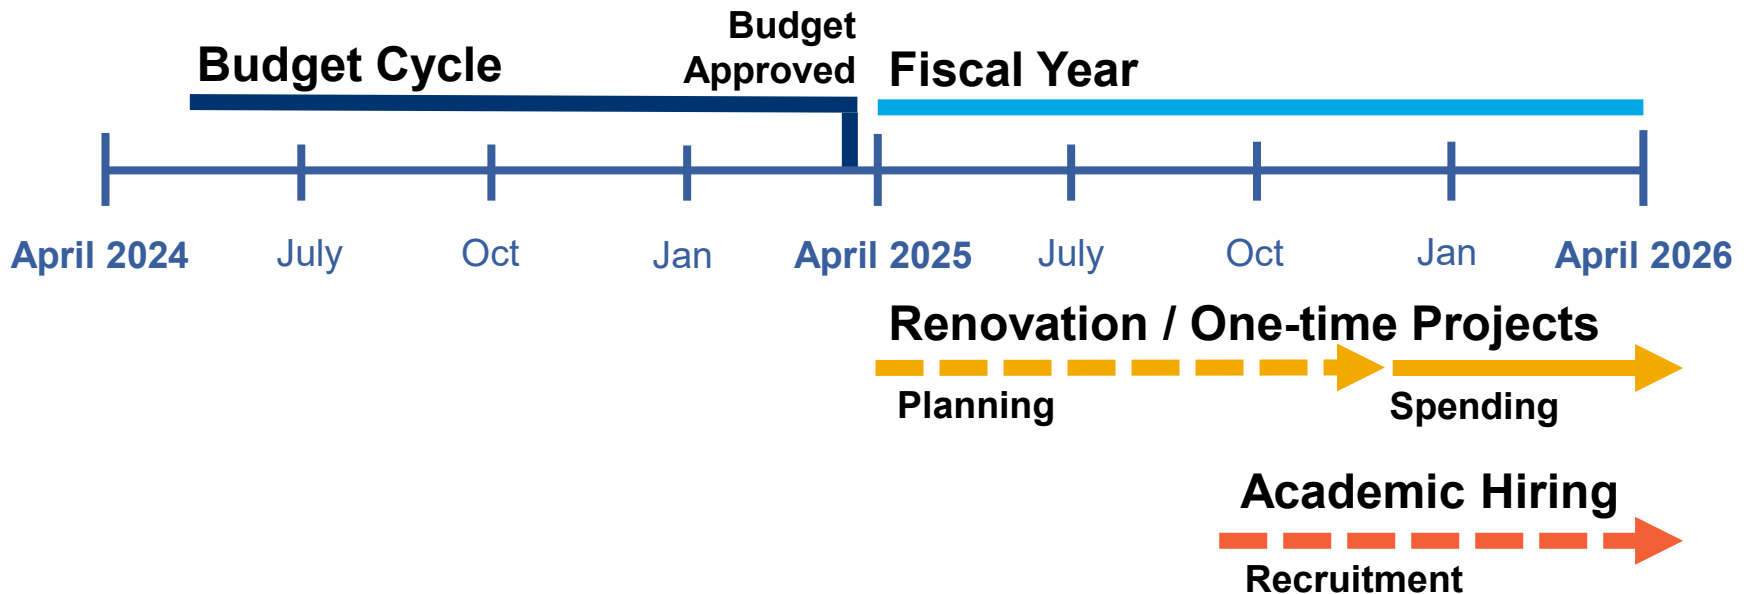 Budget
Budget Cycle
Approved
Fiscal Year
April 2024
July
Oct
Jan
April 2025
July
Oct
Jan
April 2026
Renovation / One-time Projects
Planning
Spending
Academic Hiring
Recruitment